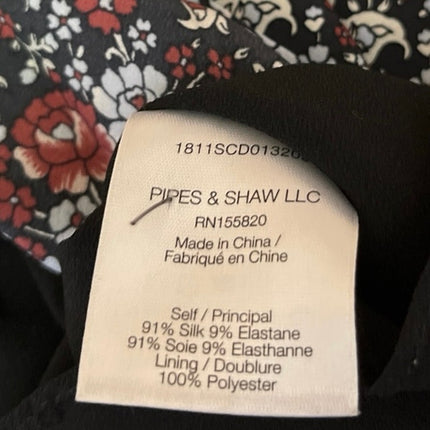 1811SCD01326
PIPES & SHAW LLC
RN155820
Made in China /
Fabriqué en Chine
Self / Principal
91% Silk 9% Elastane
91% Soie 9% Elasthanne
Lining / Doublure
100% Polyester